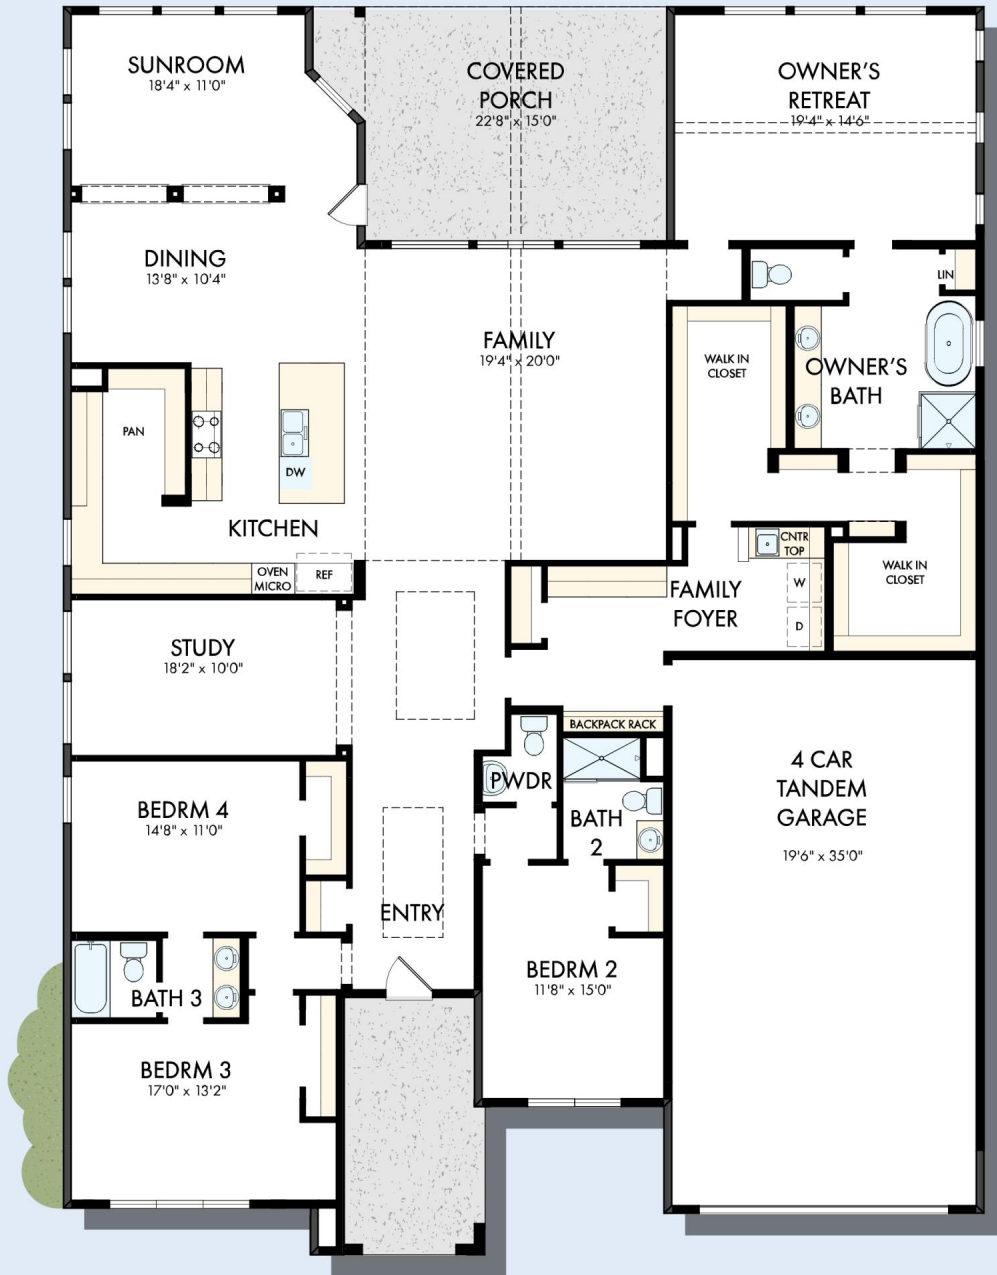 SUNROOM
18'4" x 11'0"
COVERED
PORCH
22'8" x 15'0"
OWNER'S
RETREAT
19'4" x 14'6"
DINING
13'8" x 10'4"
LIN
FAMILY
19'4" x 20'0"
WALK IN
CLOSET
OWNER'S
BATH
PAN
DW
KITCHEN
OVEN
MICRO
REF
CNTR
TOP
W
D
FAMILY
FOYER
WALK IN
CLOSET
STUDY
18'2" x 10'0"
BACKPACK RACK
PWDR
BATH
2
4 CAR
TANDEM
GARAGE
19'6" x 35'0"
BEDRM 4
14'8" x 11'0"
ENTRY
BEDRM 2
11'8" x 15'0"
BATH 3
BEDRM 3
17'0" x 13'2"